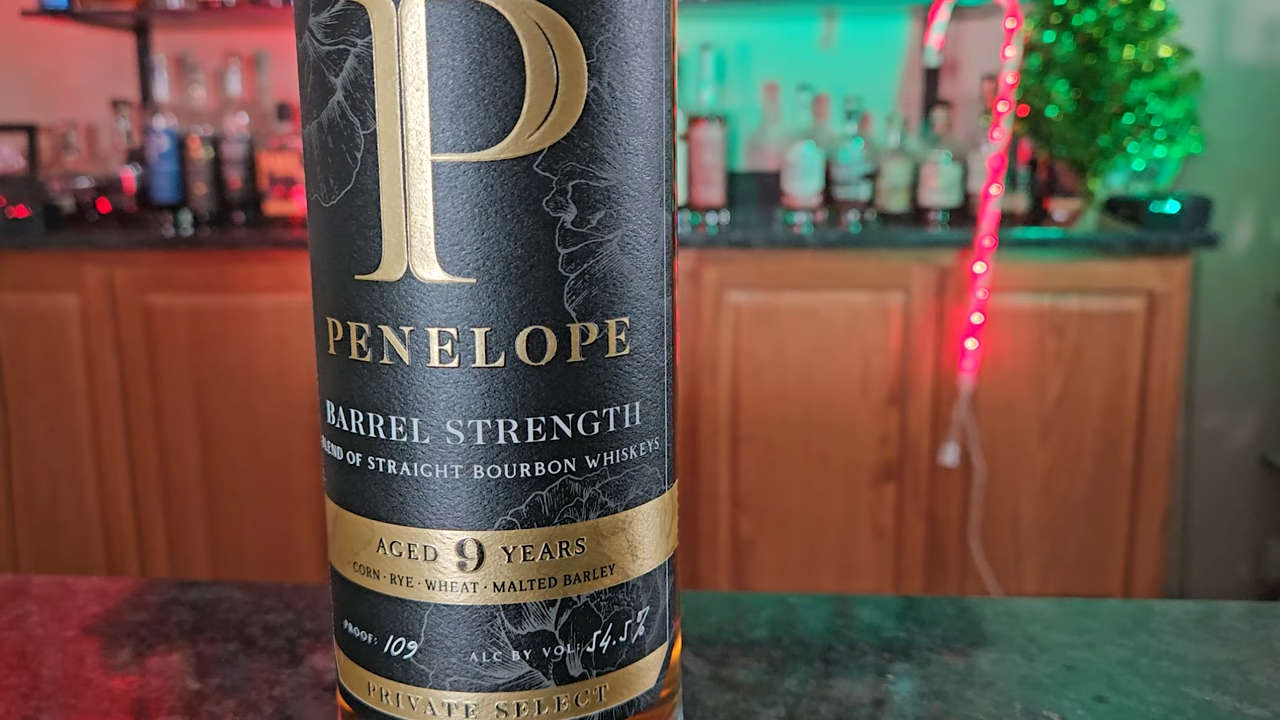 P
PENELOPE
BARREL STRENGTH
BLEND OF STRAIGHT BOURBON WHISKEYS
AGED 9 YEARS
CORN · RYE · WHEAT · MALTED BARLEY
PROOF: 109 ALC BY VOL: 54.5%
PRIVATE SELECT